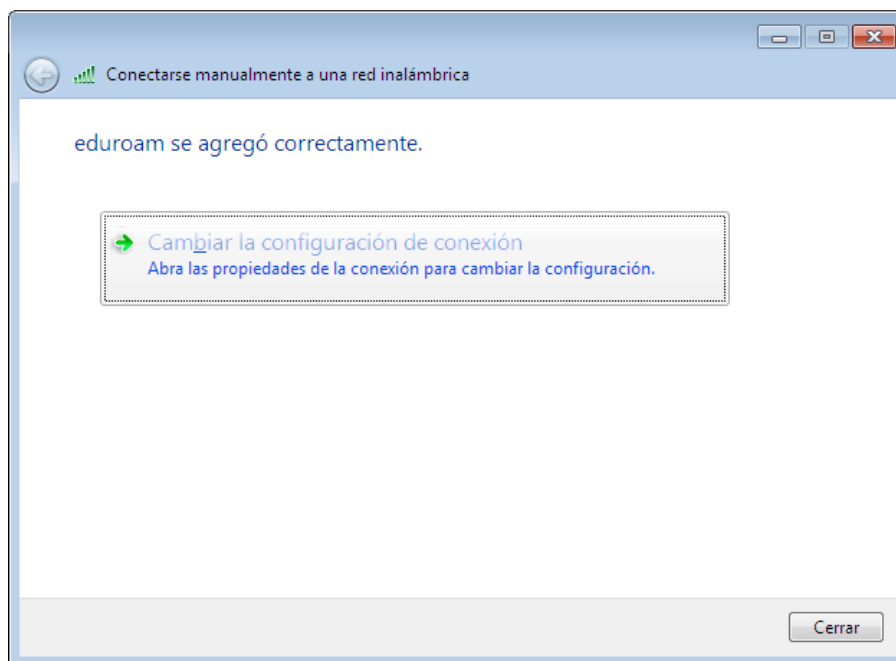 Conectarse manualmente a una red inalámbrica
eduroam se agregó correctamente.
Cambiar la configuración de conexión
Abra las propiedades de la conexión para cambiar la configuración.
Cerrar